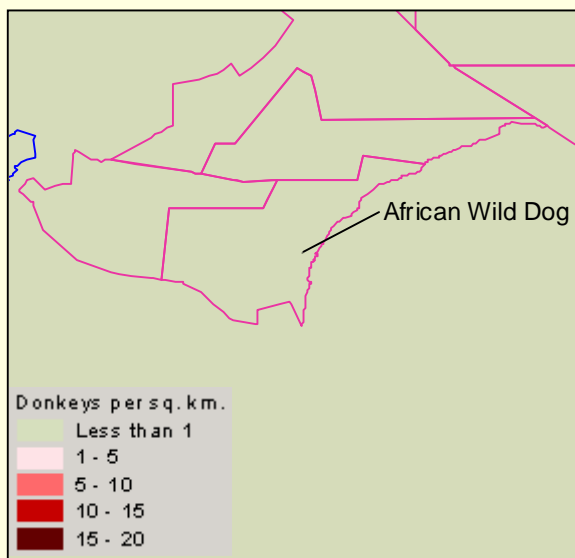 African Wild Dog
Donkeys per sq. km.
Less than 1
1 - 5
5 - 10
10 - 15
15 - 20